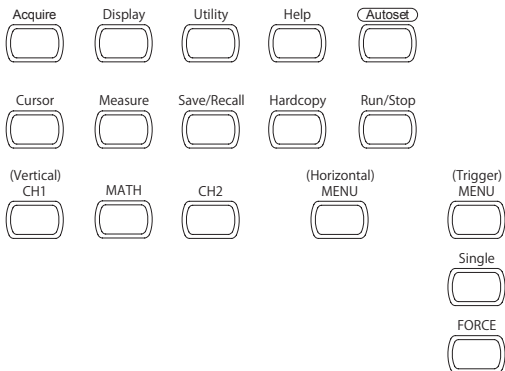 Acquire Display Utility Help Autoset
Cursor Measure Save/Recall Hardcopy Run/Stop
(Vertical) (Horizontal) (Trigger)
CH1 MATH CH2 MENU MENU
Single
FORCE